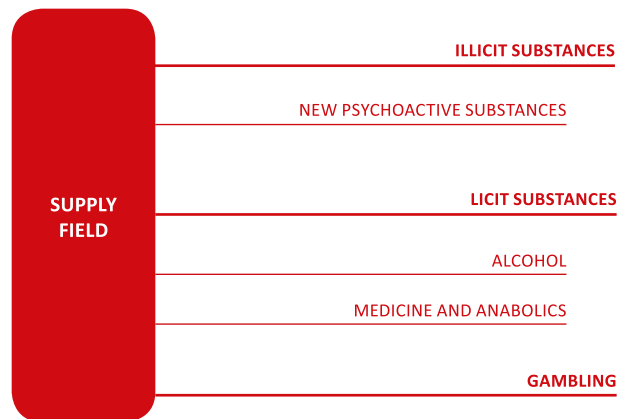 SUPPLY
FIELD
ILLICIT SUBSTANCES
NEW PSYCHOACTIVE SUBSTANCES
LICIT SUBSTANCES
ALCOHOL
MEDICINE AND ANABOLICS
GAMBLING